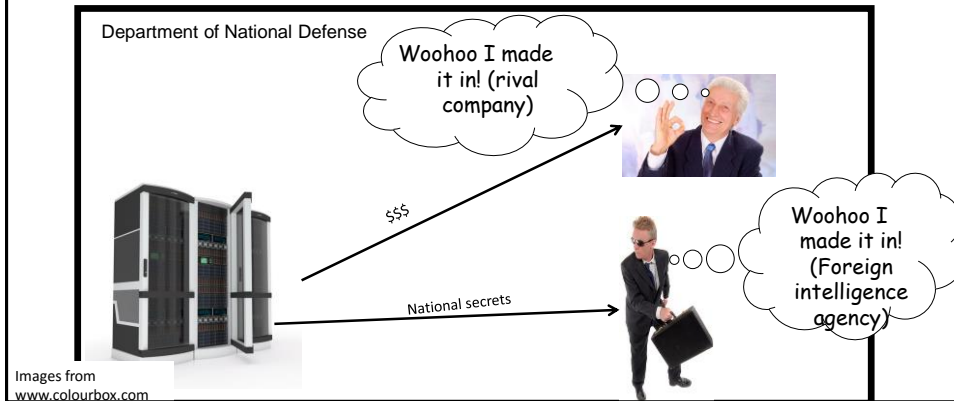 Department of National Defense
Woohoo I made
it in! (rival
company)
$$$
Woohoo I
made it in!
(Foreign
intelligence
agency)
National secrets
Images from
www.colourbox.com